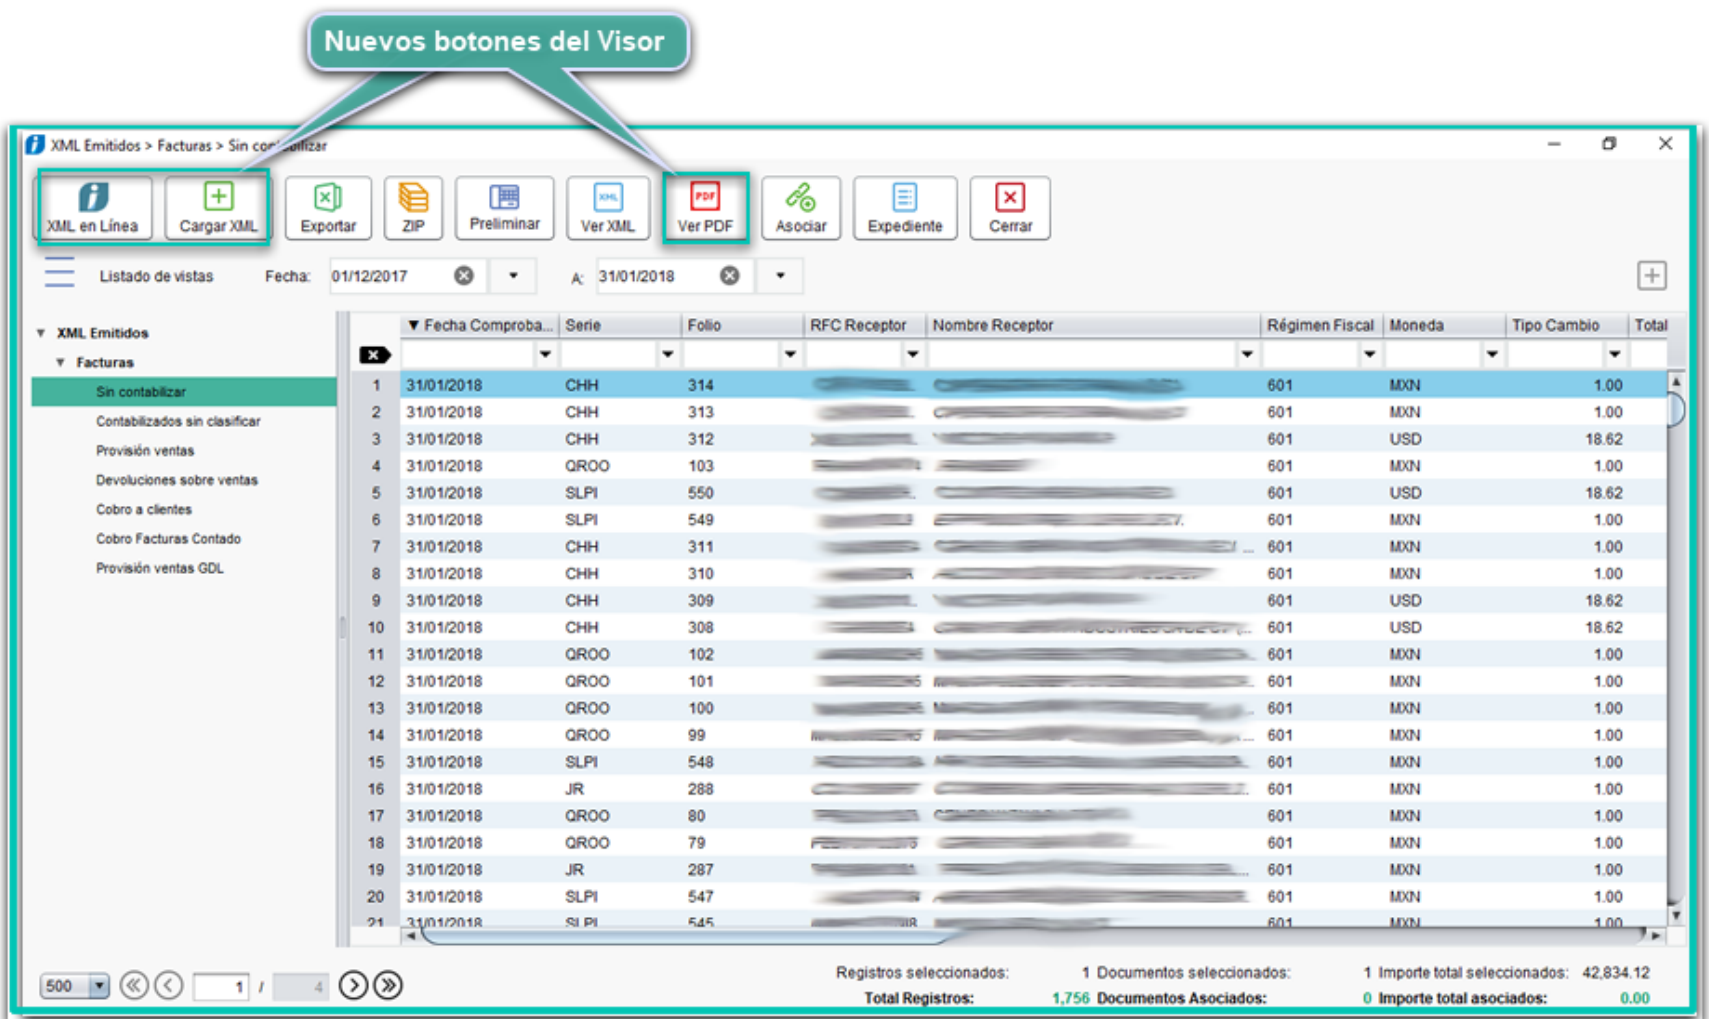 Nuevos botones del Visor
XML Emitidos > Facturas > Sin contabilizar
XML en Línea Cargar XML Exportar ZIP Preliminar XML Ver XML PDF Ver PDF Asociar Expediente Cerrar
Listado de vistas Fecha: 01/12/2017 A: 31/01/2018
XML Emitidos
Facturas
Sin contabilizar
Contabilizados sin clasificar
Provisión ventas
Devoluciones sobre ventas
Cobro a clientes
Cobro Facturas Contado
Provisión ventas GDL
Fecha Comproba... Serie Folio RFC Receptor Nombre Receptor Régimen Fiscal Moneda Tipo Cambio Total
1 31/01/2018 CHH 314 601 MXN 1.00
2 31/01/2018 CHH 313 601 MXN 1.00
3 31/01/2018 CHH 312 601 USD 18.62
4 31/01/2018 QROO 103 601 MXN 1.00
5 31/01/2018 SLPI 550 601 USD 18.62
6 31/01/2018 SLPI 549 601 MXN 1.00
7 31/01/2018 CHH 311 601 MXN 1.00
8 31/01/2018 CHH 310 601 MXN 1.00
9 31/01/2018 CHH 309 601 USD 18.62
10 31/01/2018 CHH 308 601 USD 18.62
11 31/01/2018 QROO 102 601 MXN 1.00
12 31/01/2018 QROO 101 601 MXN 1.00
13 31/01/2018 QROO 100 601 MXN 1.00
14 31/01/2018 QROO 99 601 MXN 1.00
15 31/01/2018 SLPI 548 601 MXN 1.00
16 31/01/2018 JR 288 601 MXN 1.00
17 31/01/2018 QROO 80 601 MXN 1.00
18 31/01/2018 QROO 79 601 MXN 1.00
19 31/01/2018 JR 287 601 MXN 1.00
20 31/01/2018 SLPI 547 601 MXN 1.00
21 31/01/2018 SLPI 545 601 MXN 1.00
500 1 / 4
Registros seleccionados: 1 Documentos seleccionados: 1 Importe total seleccionados: 42,834.12
Total Registros: 1,756 Documentos Asociados: 0 Importe total asociados: 0.00